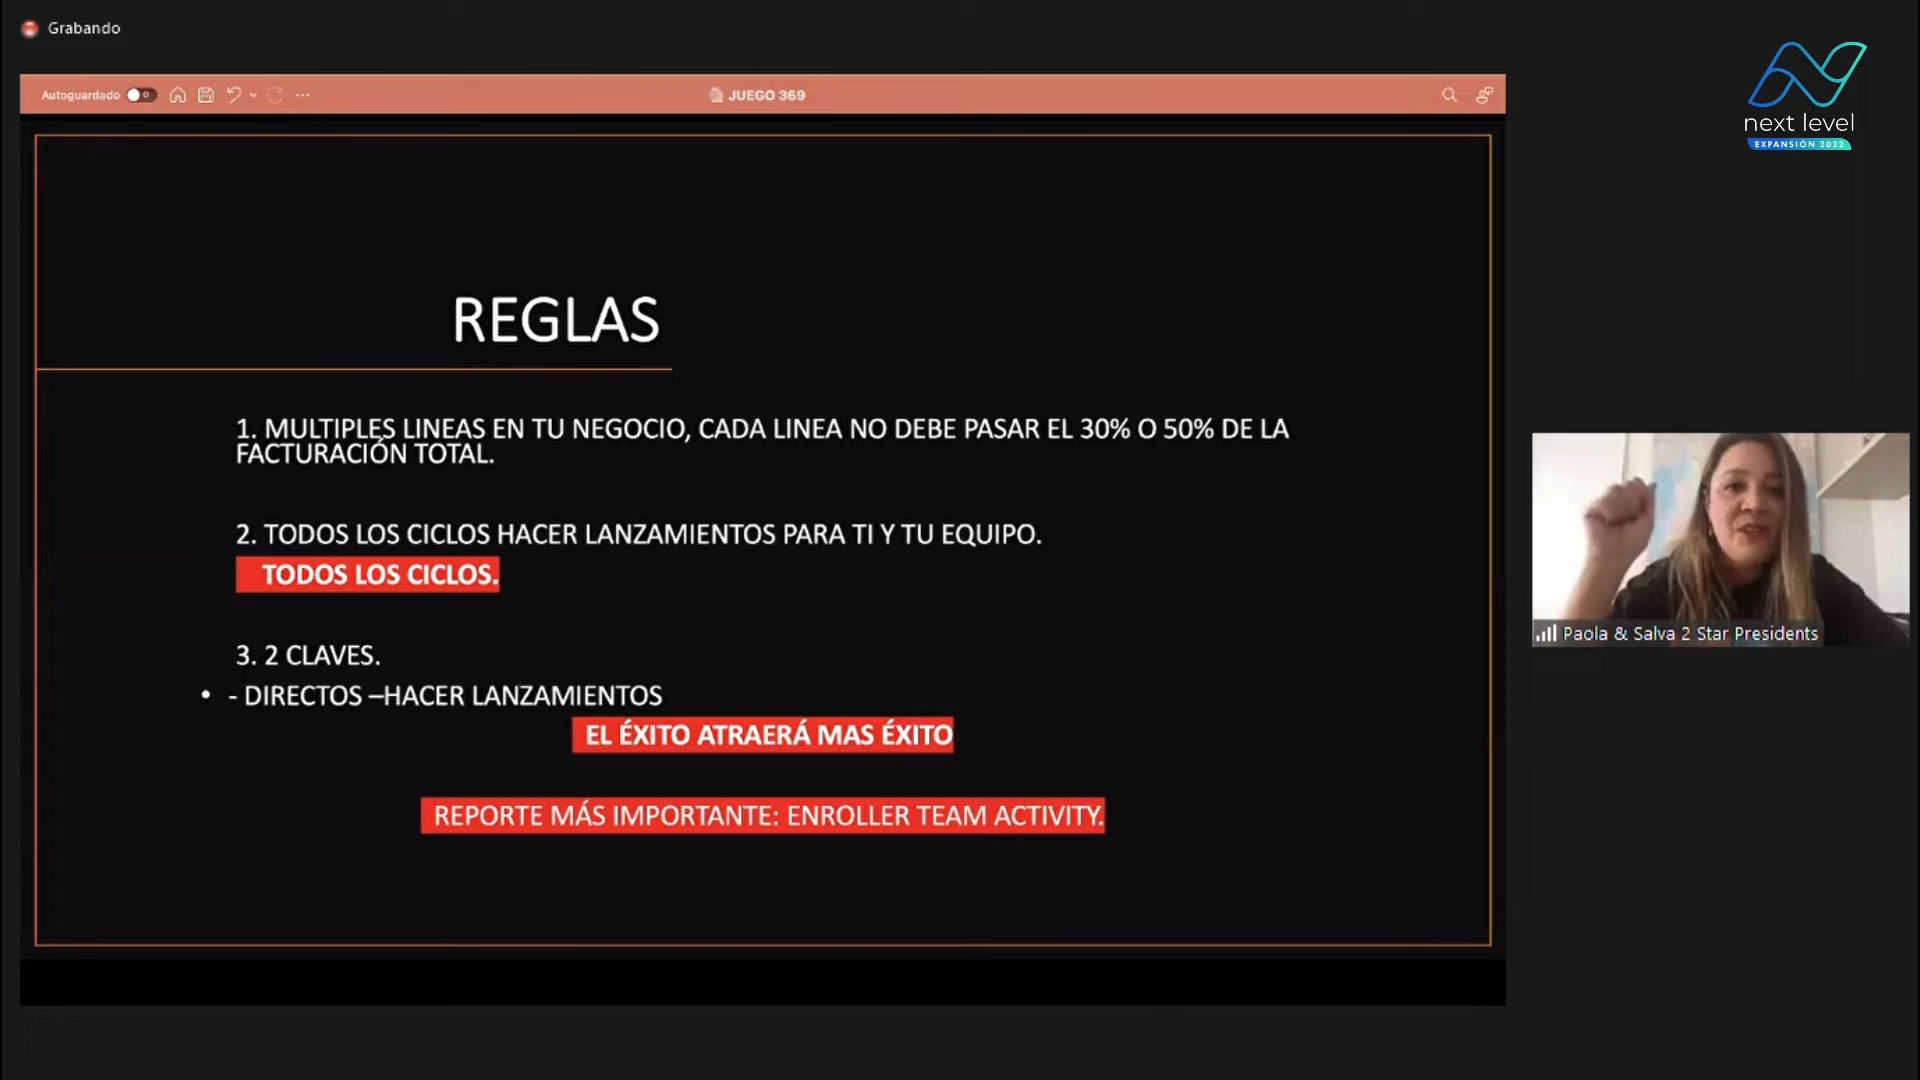 Grabando
Autoguardado
JUEGO 369
next level
EXPANSIÓN 2022
REGLAS
1. MULTIPLES LINEAS EN TU NEGOCIO, CADA LINEA NO DEBE PASAR EL 30% O 50% DE LA
FACTURACIÓN TOTAL.
2. TODOS LOS CICLOS HACER LANZAMIENTOS PARA TI Y TU EQUIPO.
TODOS LOS CICLOS.
3. 2 CLAVES.
• - DIRECTOS –HACER LANZAMIENTOS
EL ÉXITO ATRAERÁ MAS ÉXITO
REPORTE MÁS IMPORTANTE: ENROLLER TEAM ACTIVITY.
Paola & Salva 2 Star Presidents